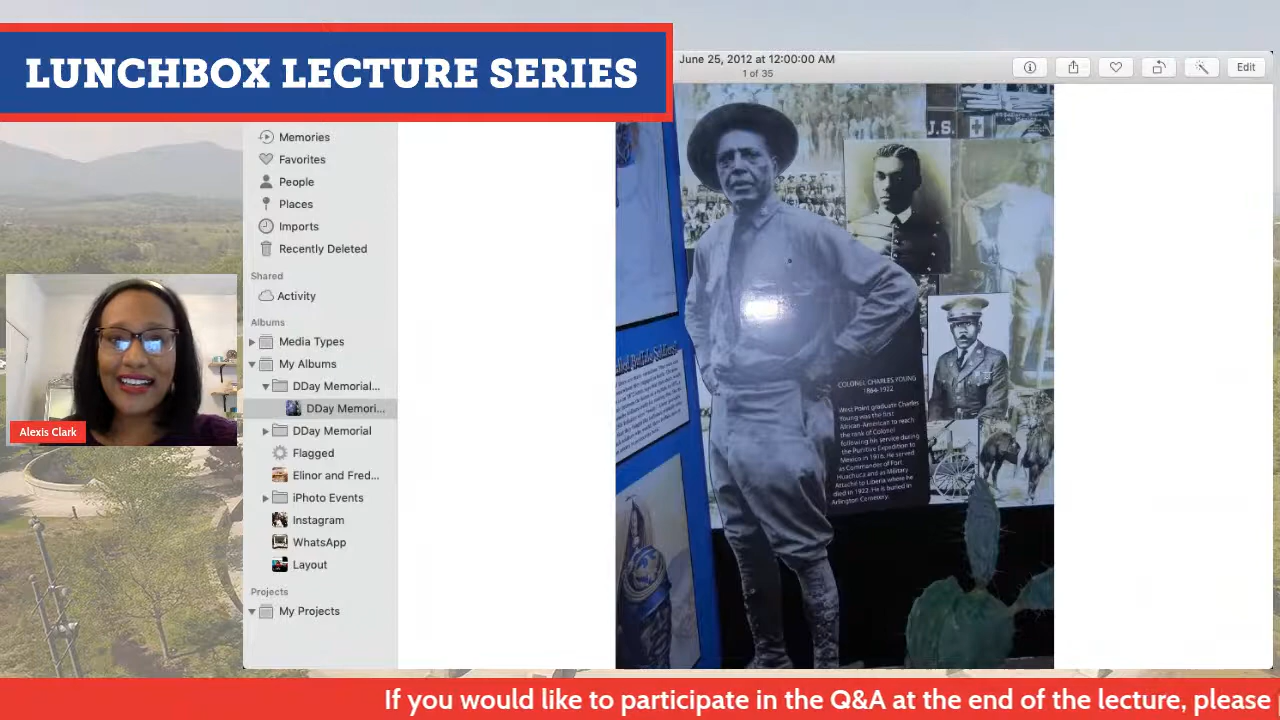 LUNCHBOX LECTURE SERIES
June 25, 2012 at 12:00:00 AM
1 of 35
Edit
Memories
Favorites
People
Places
Imports
Recently Deleted
Shared
Activity
Albums
Media Types
My Albums
DDay Memorial...
DDay Memori...
DDay Memorial
Flagged
Elinor and Fred...
iPhoto Events
Instagram
WhatsApp
Layout
Projects
My Projects
Alexis Clark
U.S.
Buffalo Soldiers"
COLONEL CHARLES YOUNG
1864-1922
West Point graduate Charles
Young was the first
African-American to reach
the rank of Colonel
following his service during
the Punitive Expedition to
Mexico in 1916. He served
as Commander of Fort
Huachuca and as Military
Attaché to Liberia where he
died in 1922. He is buried in
Arlington Cemetery.
If you would like to participate in the Q&A at the end of the lecture, please